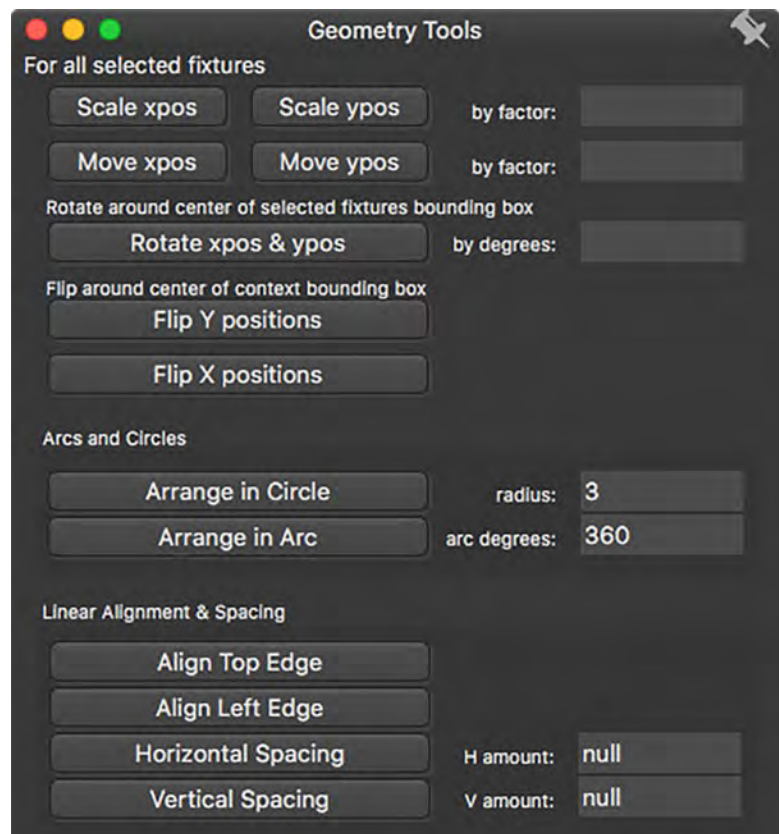 Geometry Tools
For all selected fixtures
Scale xpos Scale ypos by factor:
Move xpos Move ypos by factor:
Rotate around center of selected fixtures bounding box
Rotate xpos & ypos by degrees:
Flip around center of context bounding box
Flip Y positions
Flip X positions
Arcs and Circles
Arrange in Circle radius: 3
Arrange in Arc arc degrees: 360
Linear Alignment & Spacing
Align Top Edge
Align Left Edge
Horizontal Spacing H amount: null
Vertical Spacing V amount: null